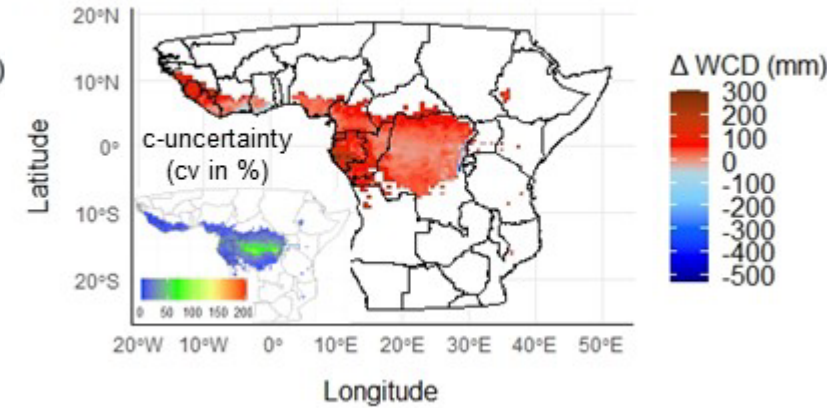 )
20°N
10°N
0°
10°S
20°S
Latitude
c-uncertainty
(cv in %)
0 50 100 150 200
20°W 10°W 0° 10°E 20°E 30°E 40°E 50°E
Longitude
Δ WCD (mm)
300
200
100
0
-100
-200
-300
-400
-500